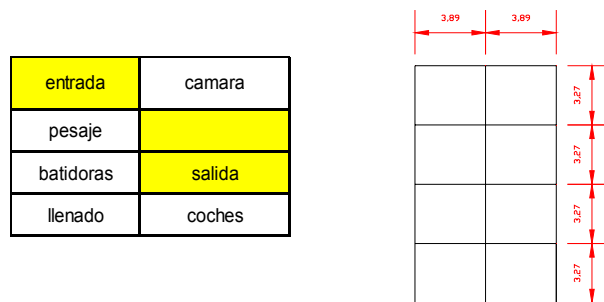 3,89 3,89
entrada camara
pesaje
batidoras salida
llenado coches
3,27
3,27
3,27
3,27